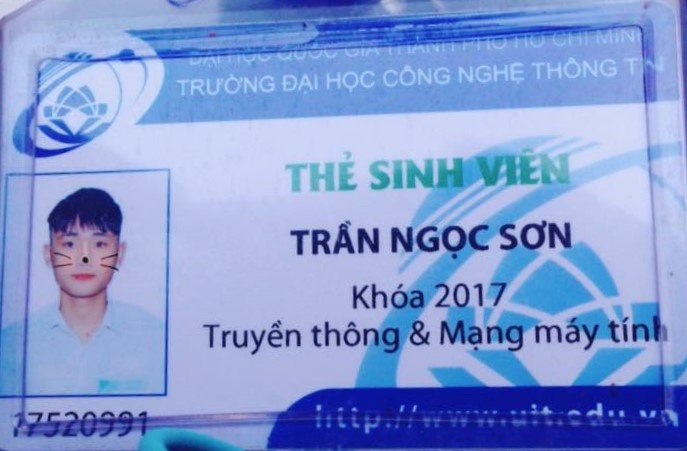 ĐẠI HỌC QUỐC GIA THÀNH PHỐ HỒ CHÍ MINH
TRƯỜNG ĐẠI HỌC CÔNG NGHỆ THÔNG TIN
THẺ SINH VIÊN
TRẦN NGỌC SƠN
Khóa 2017
Truyền thông & Mạng máy tính
17520991
http://www.uit.edu.vn